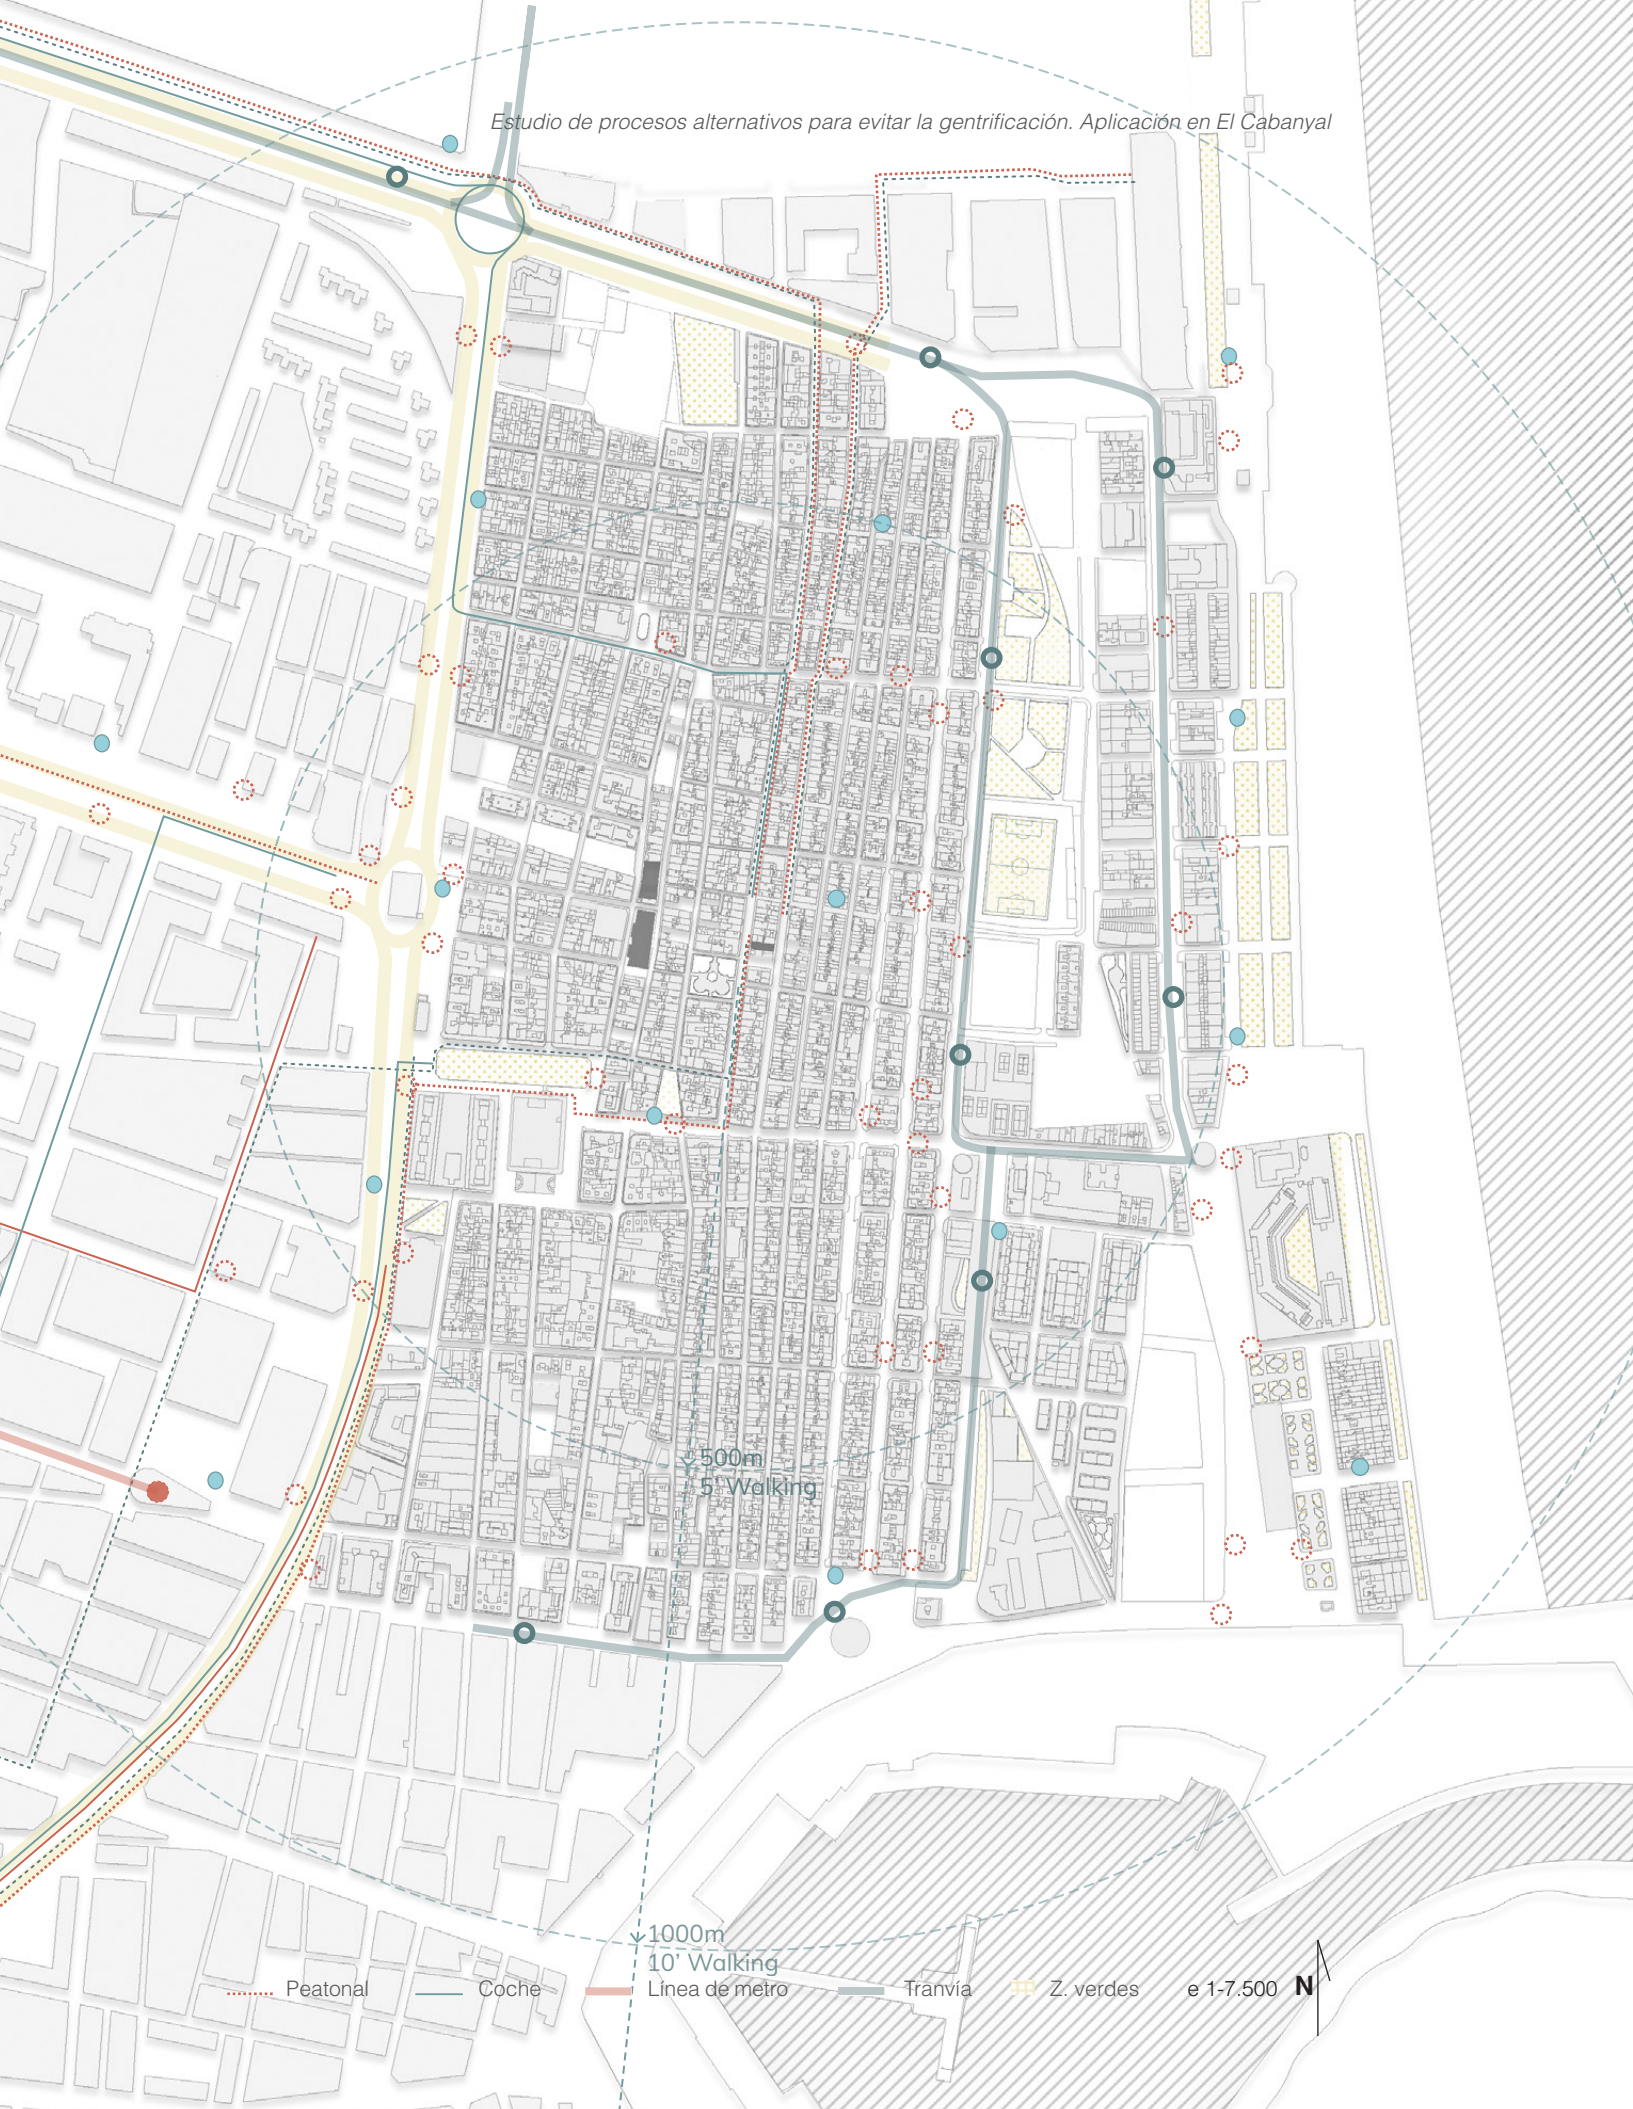 Estudio de procesos alternativos para evitar la gentrificación. Aplicación en El Cabanyal
500m
5' Walking
1000m
10' Walking
Peatonal Coche Línea de metro Tranvía Z. verdes e 1-7.500 N